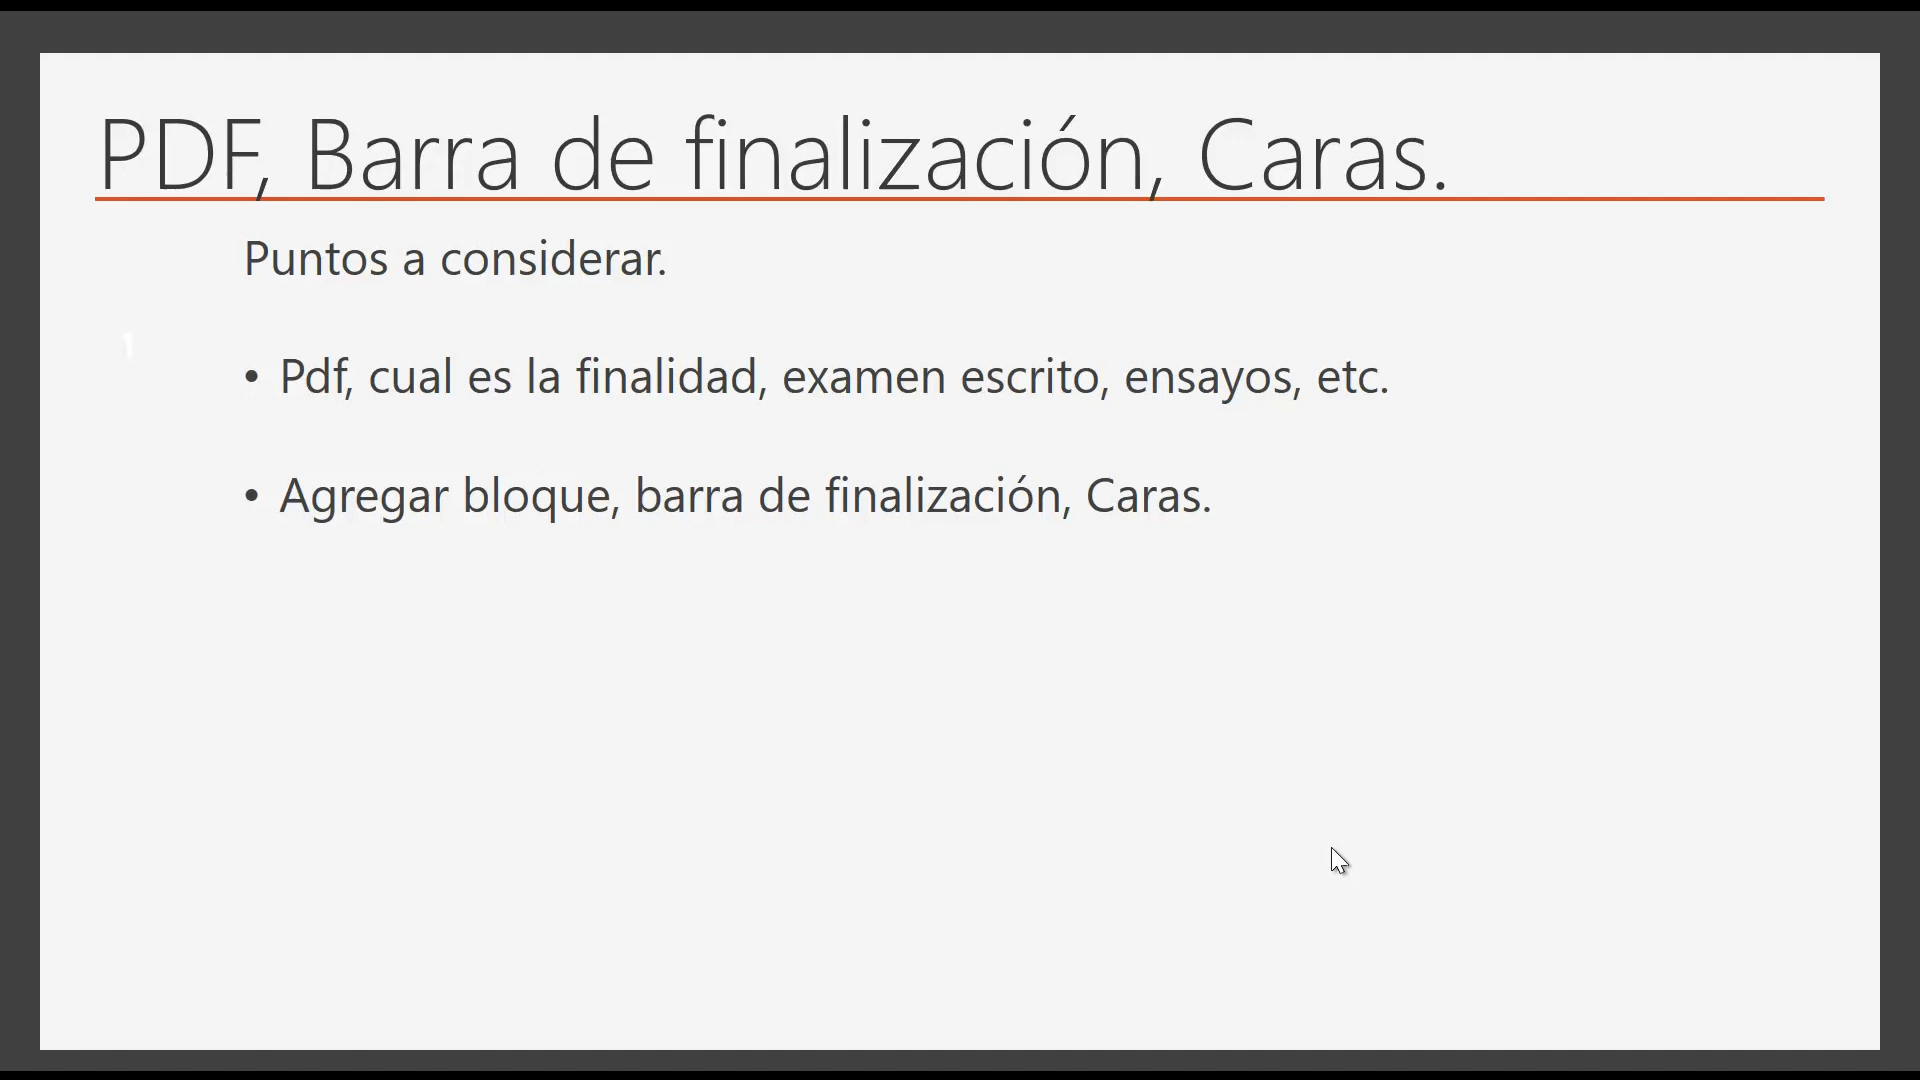 PDF, Barra de finalización, Caras.
Puntos a considerar.
• Pdf, cual es la finalidad, examen escrito, ensayos, etc.
• Agregar bloque, barra de finalización, Caras.